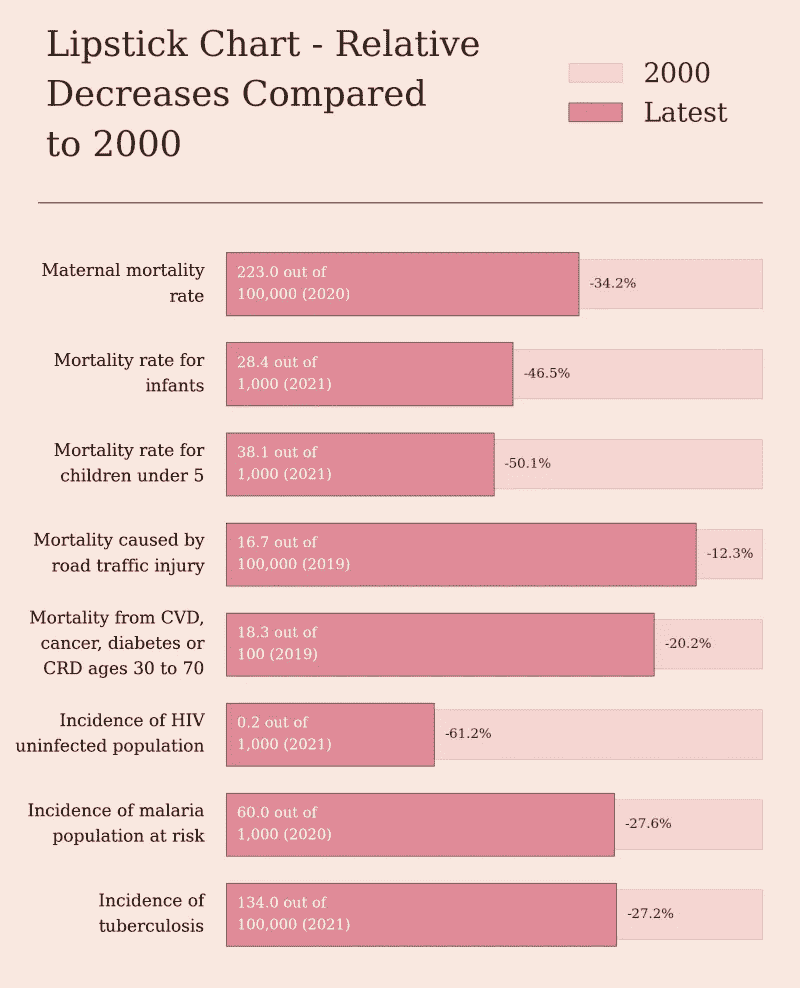 Lipstick Chart - Relative
Decreases Compared
to 2000
2000
Latest
Maternal mortality
rate
223.0 out of
100,000 (2020)
-34.2%
Mortality rate for
infants
28.4 out of
1,000 (2021)
-46.5%
Mortality rate for
children under 5
38.1 out of
1,000 (2021)
-50.1%
Mortality caused by
road traffic injury
16.7 out of
100,000 (2019)
-12.3%
Mortality from CVD,
cancer, diabetes or
CRD ages 30 to 70
18.3 out of
100 (2019)
-20.2%
Incidence of HIV
uninfected population
0.2 out of
1,000 (2021)
-61.2%
Incidence of malaria
population at risk
60.0 out of
1,000 (2020)
-27.6%
Incidence of
tuberculosis
134.0 out of
100,000 (2021)
-27.2%